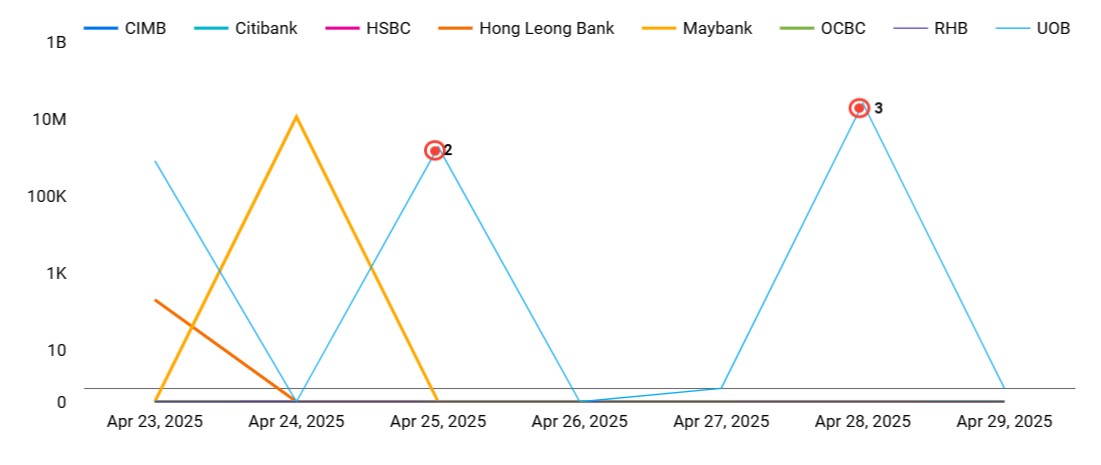 CIMB Citibank HSBC Hong Leong Bank Maybank OCBC RHB UOB
1B
10M
100K
1K
10
0
2
3
Apr 23, 2025 Apr 24, 2025 Apr 25, 2025 Apr 26, 2025 Apr 27, 2025 Apr 28, 2025 Apr 29, 2025